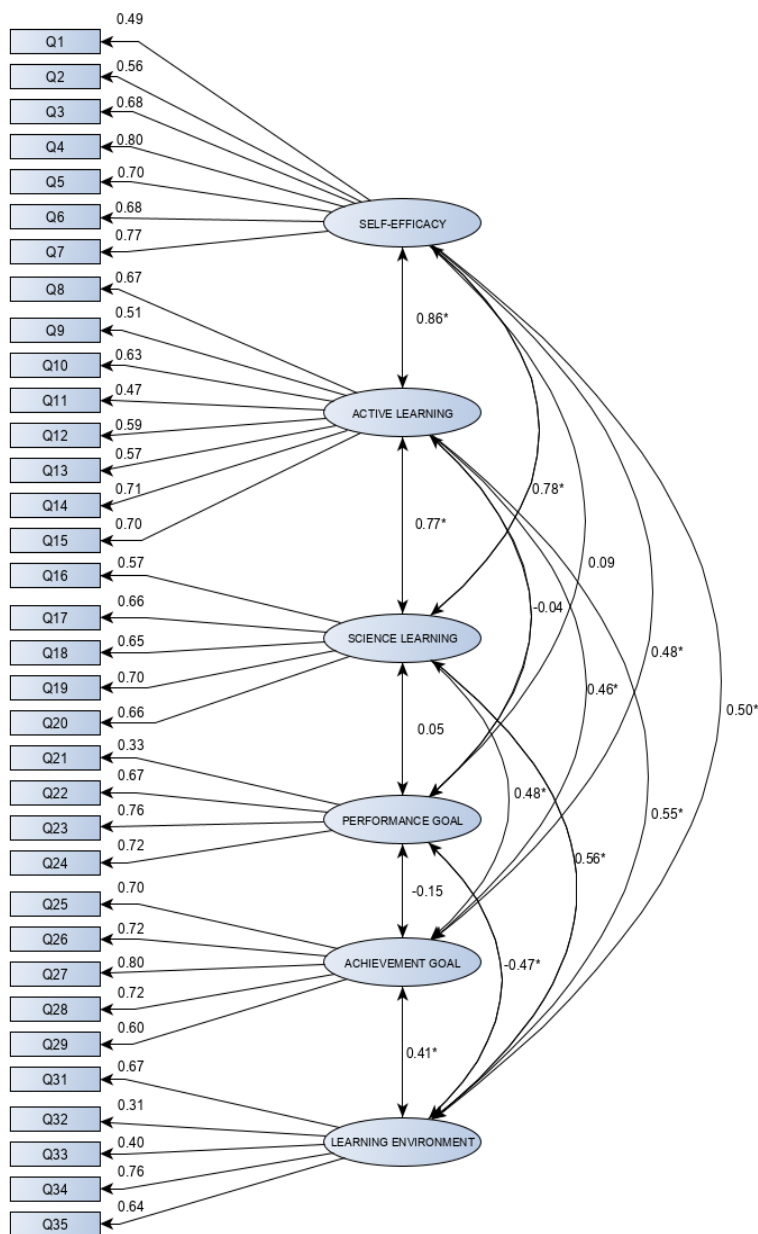 0.49
Q1
0.56
Q2
0.68
Q3
0.80
Q4
0.70
Q5
0.68
Q6
0.77
Q7
SELF-EFFICACY
0.67
Q8
0.86*
0.51
Q9
0.63
Q10
0.47
Q11
ACTIVE LEARNING
0.59
Q12
0.57
Q13
0.71
Q14
0.78*
0.70
Q15
0.77*
0.57
Q16
0.09
-0.04
0.66
Q17
SCIENCE LEARNING
0.65
Q18
0.48*
0.70
Q19
0.46*
0.66
Q20
0.50*
0.05
0.33
Q21
0.67
Q22
0.48*
0.76
Q23
PERFORMANCE GOAL
0.55*
0.72
Q24
0.56*
0.70
Q25
-0.15
0.72
Q26
0.80
Q27
ACHIEVEMENT GOAL
-0.47*
0.72
Q28
0.60
Q29
0.41*
0.67
Q31
0.31
Q32
0.40
Q33
LEARNING ENVIRONMENT
0.76
Q34
0.64
Q35